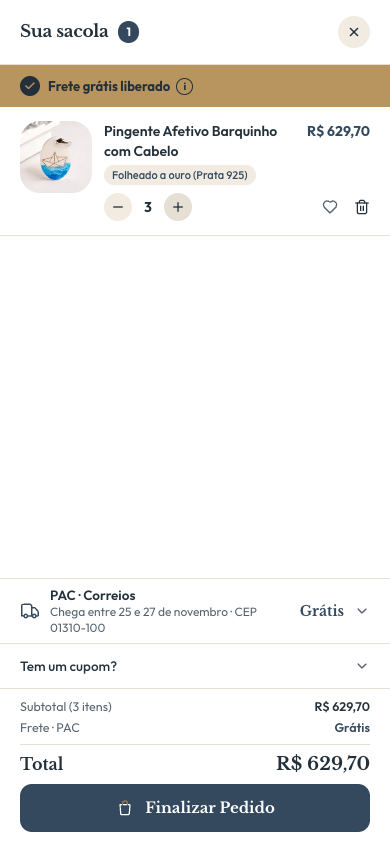 Sua sacola 1
Frete grátis liberado
Pingente Afetivo Barquinho R$ 629,70
com Cabelo
Folheado a ouro (Prata 925)
3
PAC · Correios
Chega entre 25 e 27 de novembro · CEP Grátis
01310-100
Tem um cupom?
Subtotal (3 itens) R$ 629,70
Frete · PAC Grátis
Total R$ 629,70
Finalizar Pedido